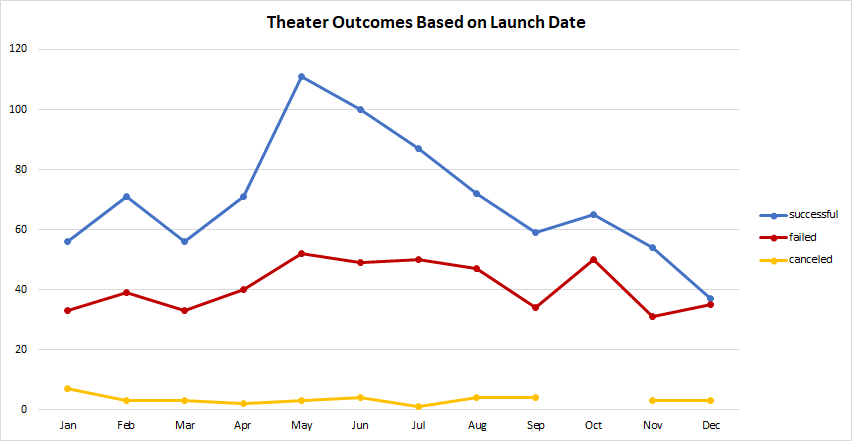 Theater Outcomes Based on Launch Date
120
100
80
60
40
20
0
Jan Feb Mar Apr May Jun Jul Aug Sep Oct Nov Dec
successful
failed
canceled